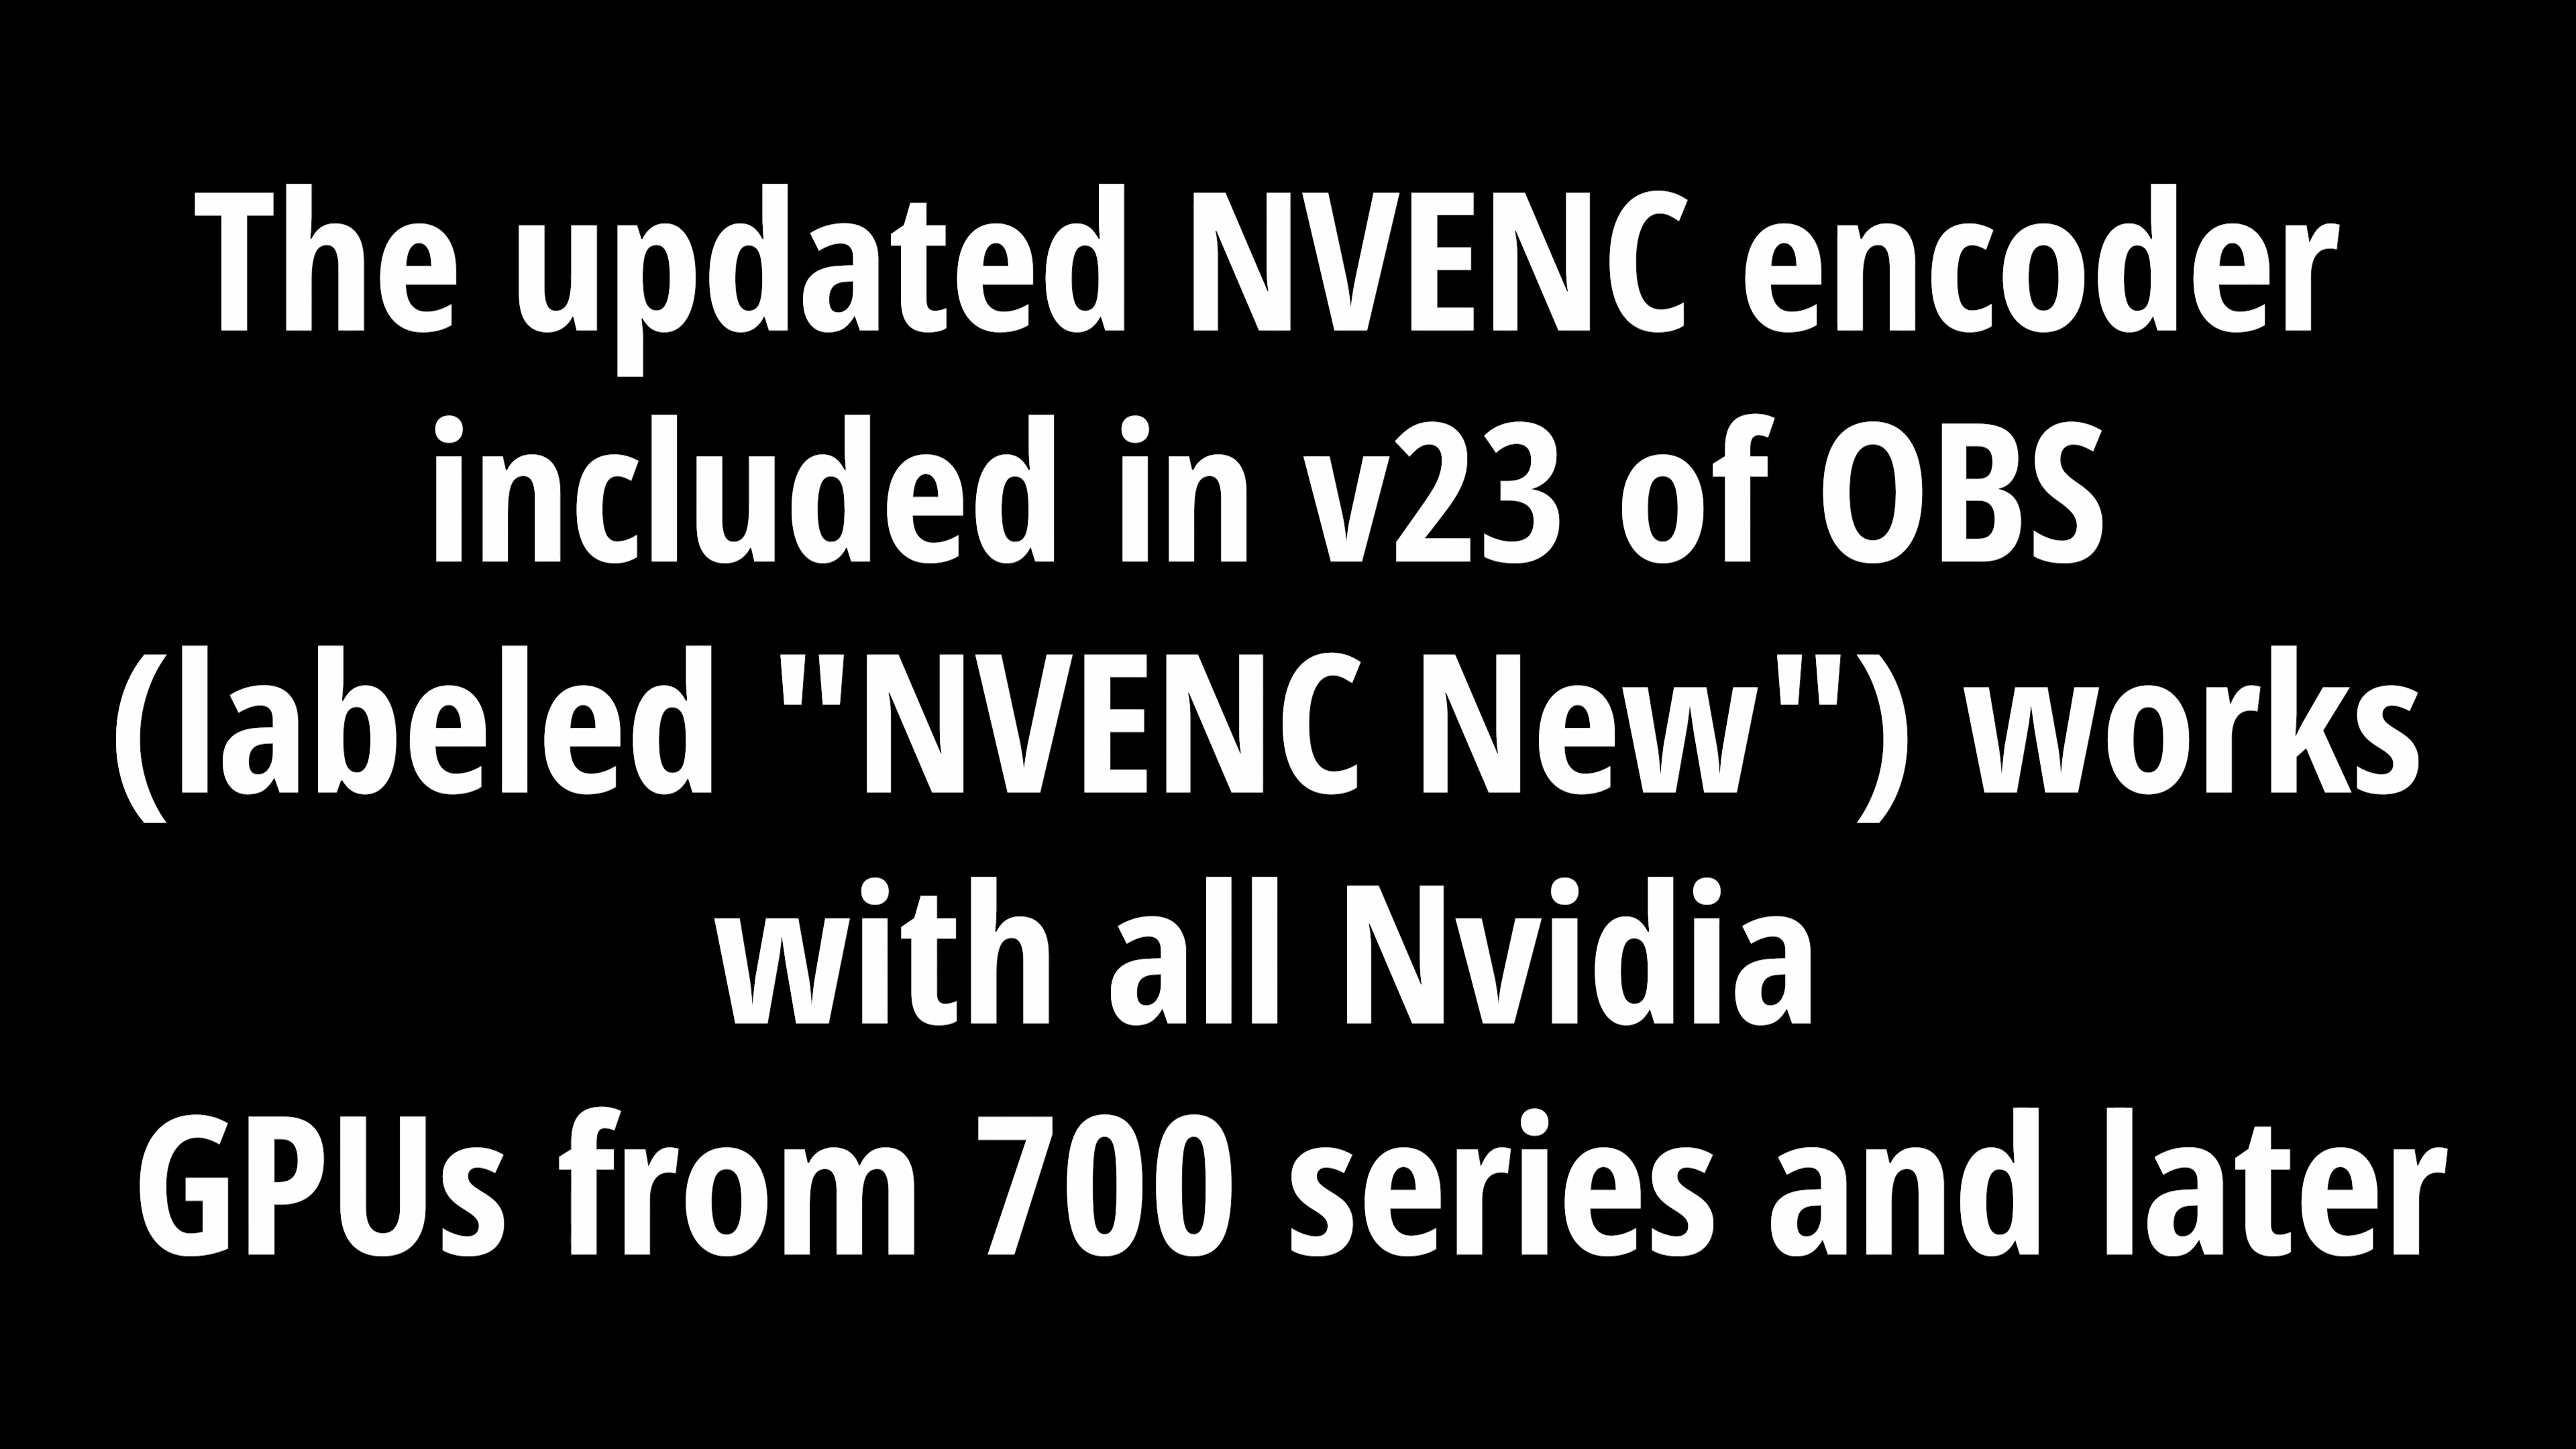 The updated NVENC encoder
included in v23 of OBS
(labeled "NVENC New") works
with all Nvidia
GPUs from 700 series and later